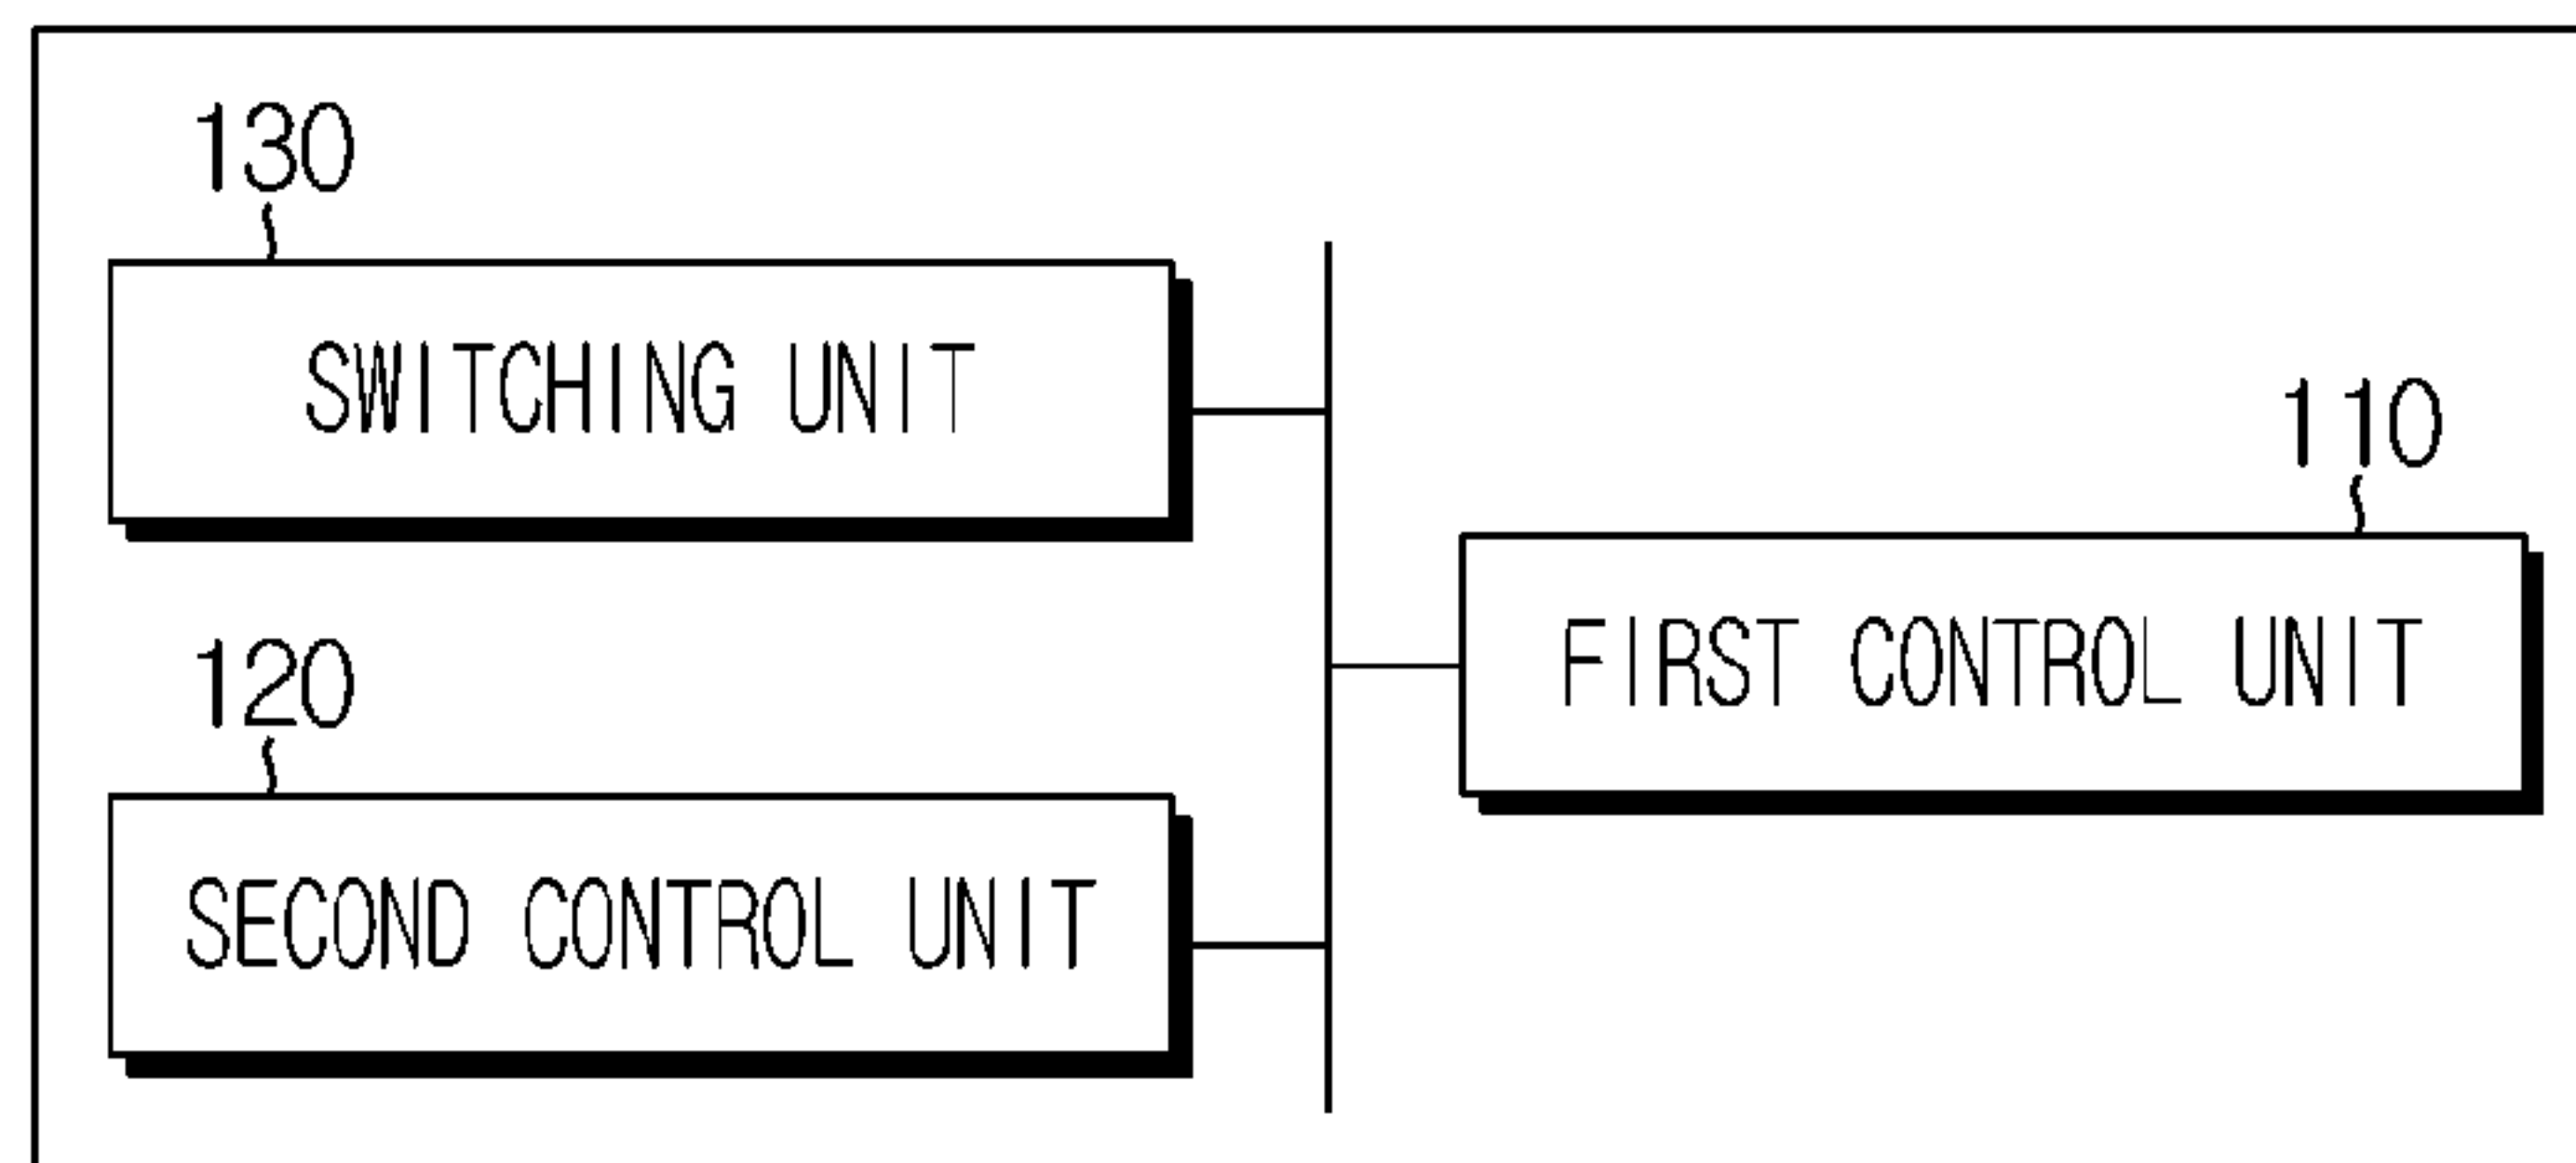 130
SWITCHING UNIT
110
FIRST CONTROL UNIT
120
SECOND CONTROL UNIT